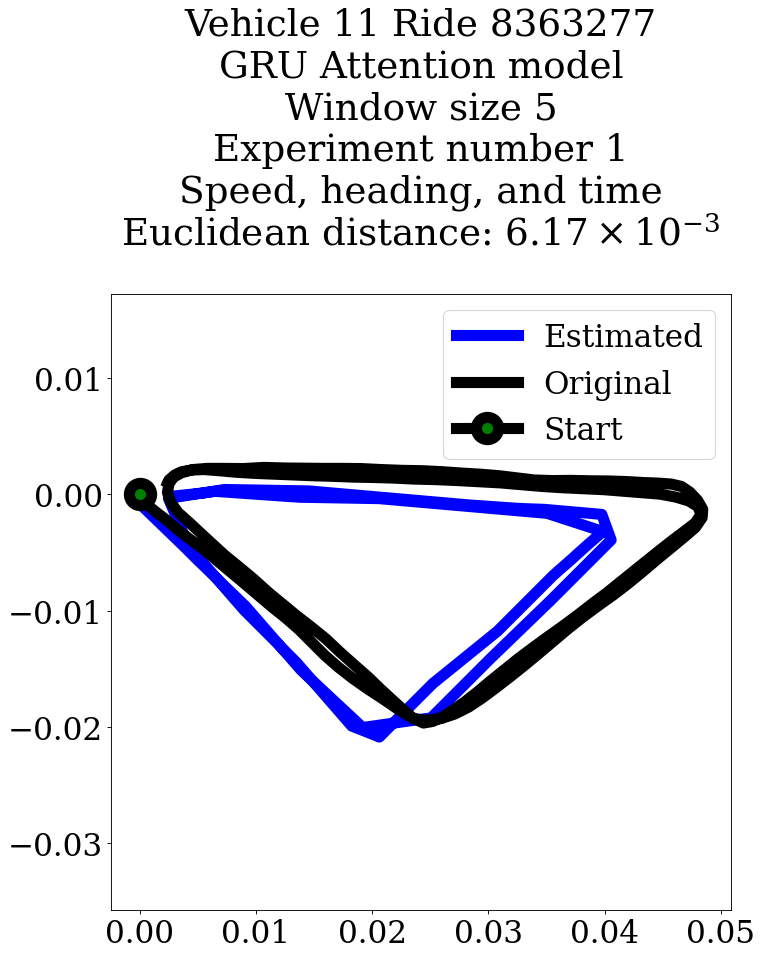 Vehicle 11 Ride 8363277
GRU Attention model
Window size 5
Experiment number 1
Speed, heading, and time
Euclidean distance: 6.17 × 10⁻³
Estimated
Original
Start
0.01
0.00
−0.01
−0.02
−0.03
0.00 0.01 0.02 0.03 0.04 0.05